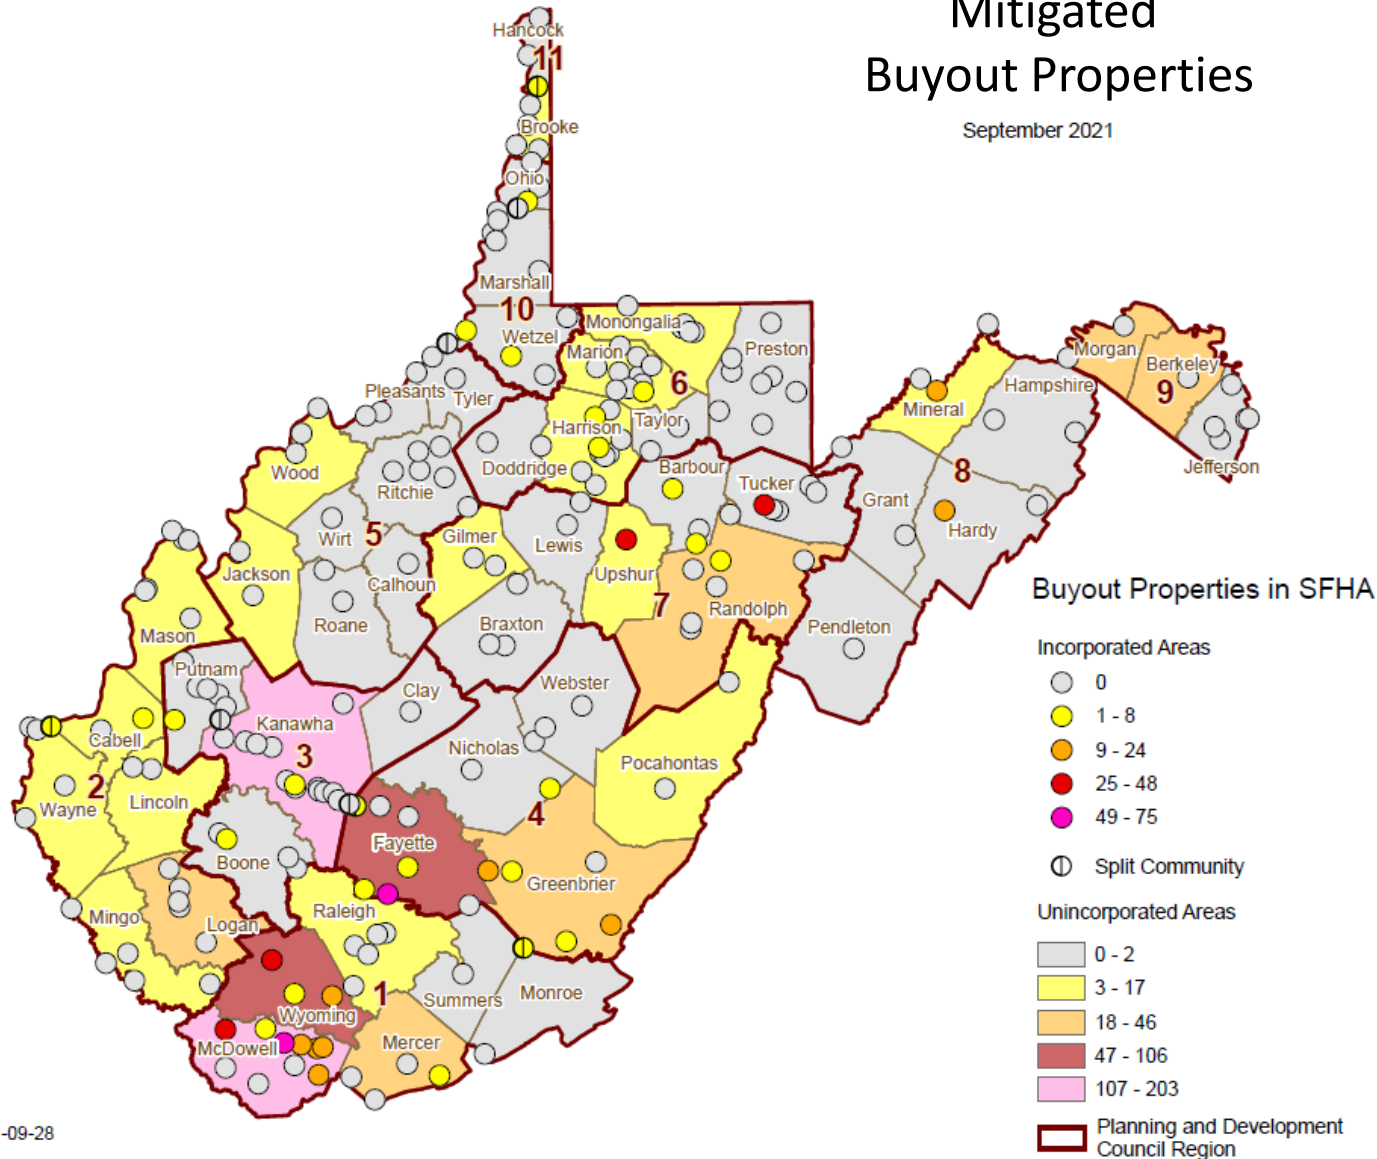 Mitigated
Buyout Properties
September 2021
Hancock
11
Brooke
Ohio
Marshall
10
Wetzel
Monongalia
Marion
6
Preston
Pleasants
Tyler
Harrison
Taylor
Doddridge
Wood
Ritchie
Barbour
Tucker
Morgan
Berkeley
9
Jefferson
Hampshire
Mineral
8
Grant
Hardy
Wirt
5
Gilmer
Lewis
Upshur
Jackson
Calhoun
7
Randolph
Roane
Braxton
Pendleton
Mason
Putnam
Clay
Webster
Kanawha
3
Cabell
Nicholas
Pocahontas
2
Wayne
Lincoln
4
Fayette
Boone
Greenbrier
Mingo
Logan
Raleigh
1
Summers
Monroe
Wyoming
McDowell
Mercer
Buyout Properties in SFHA
Incorporated Areas
0
1 - 8
9 - 24
25 - 48
49 - 75
Split Community
Unincorporated Areas
0 - 2
3 - 17
18 - 46
47 - 106
107 - 203
Planning and Development
Council Region
-09-28